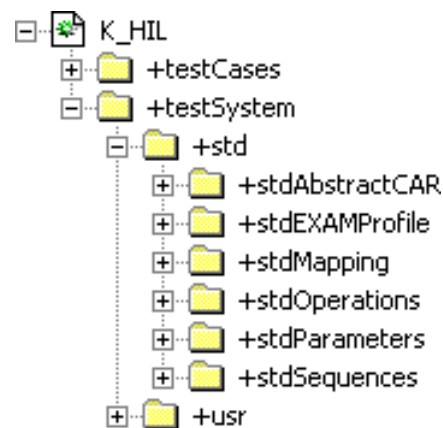 K_HIL
+testCases
+testSystem
+std
+stdAbstractCAR
+stdEXAMProfile
+stdMapping
+stdOperations
+stdParameters
+stdSequences
+usr